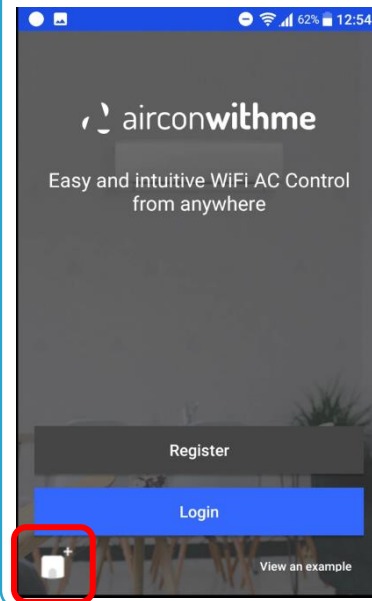 62% 12:54
airconwithme
Easy and intuitive WiFi AC Control
from anywhere
Register
Login
View an example